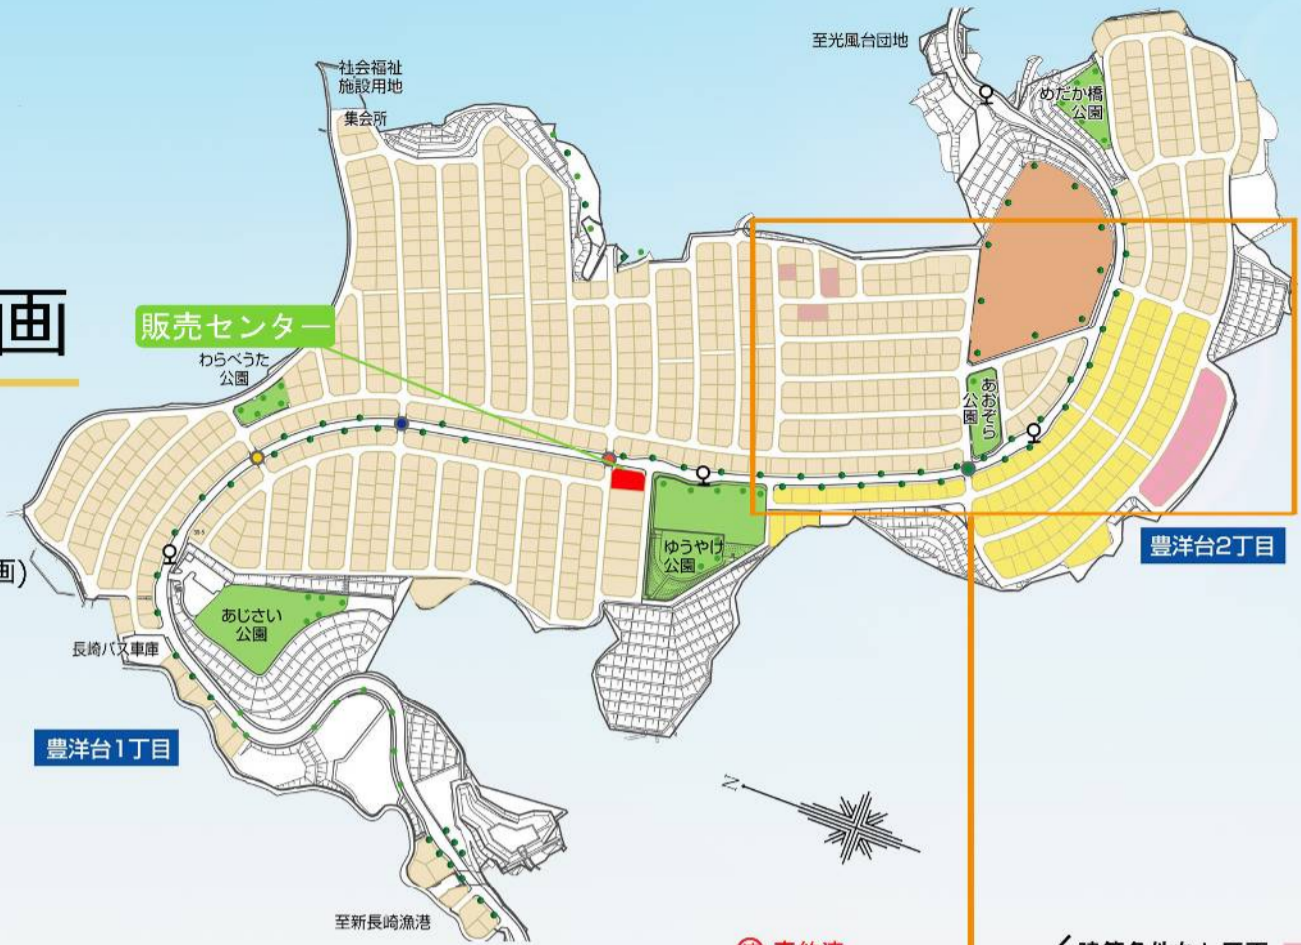 至光風台団地
社会福祉
施設用地
集会所
めだか橋
公園
画
販売センター
わらべうた
公園
あおぞら
公園
ゆうやけ
公園
豊洋台2丁目
画)
あじさい
公園
長崎バス車庫
豊洋台1丁目
N
至新長崎漁港